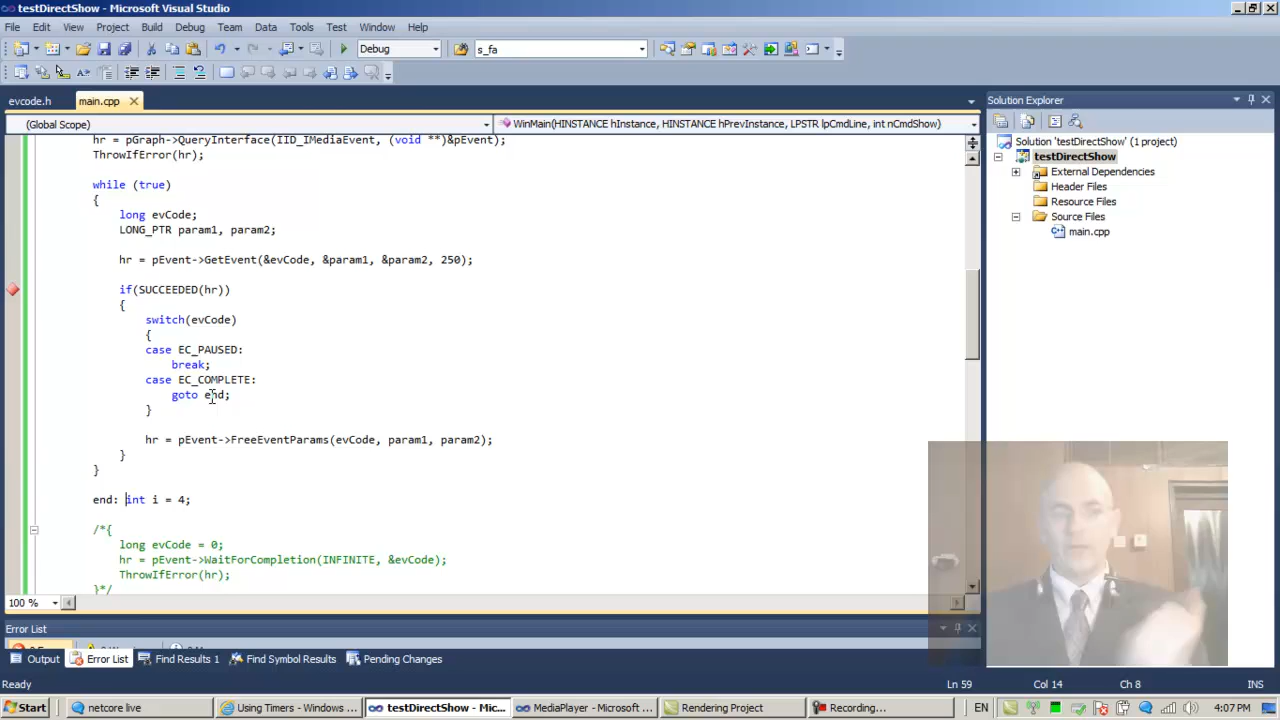 testDirectShow - Microsoft Visual Studio
File Edit View Project Build Debug Team Data Tools Test Window Help
Debug s_fa
evcode.h main.cpp
(Global Scope) WinMain(HINSTANCE hInstance, HINSTANCE hPrevInstance, LPSTR lpCmdLine, int nCmdShow)
hr = pGraph->QueryInterface(IID_IMediaEvent, (void **)&pEvent);
ThrowIfError(hr);
while (true)
{
long evCode;
LONG_PTR param1, param2;
hr = pEvent->GetEvent(&evCode, &param1, &param2, 250);
if(SUCCEEDED(hr))
{
switch(evCode)
{
case EC_PAUSED:
break;
case EC_COMPLETE:
goto end;
}
hr = pEvent->FreeEventParams(evCode, param1, param2);
}
}
end: int i = 4;
/*{
long evCode = 0;
hr = pEvent->WaitForCompletion(INFINITE, &evCode);
ThrowIfError(hr);
}*/
100 %
Solution Explorer
Solution 'testDirectShow' (1 project)
testDirectShow
External Dependencies
Header Files
Resource Files
Source Files
main.cpp
Error List
Output Error List Find Results 1 Find Symbol Results Pending Changes
Ready Ln 59 Col 14 Ch 8 INS
Start netcore live Using Timers - Windows ... testDirectShow - Mic... MediaPlayer - Microsoft ... Rendering Project Recording... EN 4:07 PM